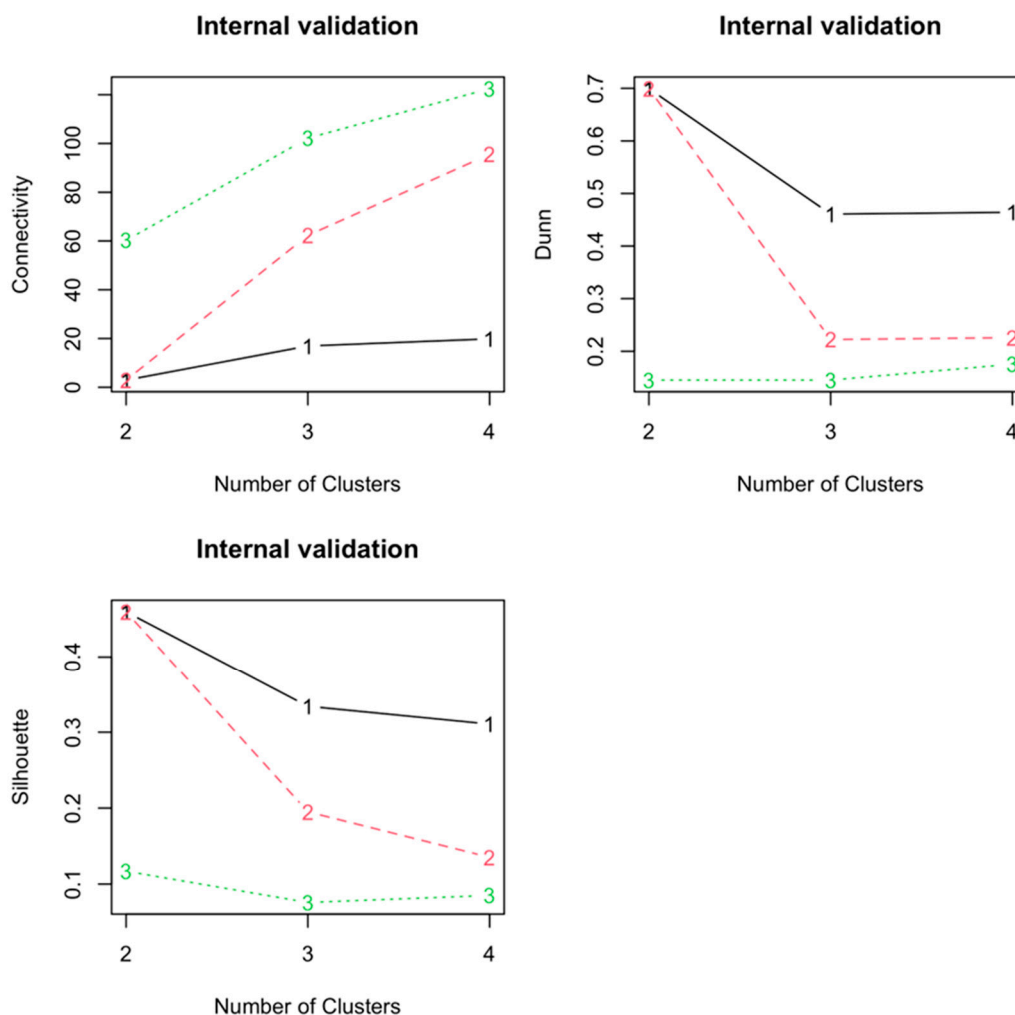 Internal validation
Connectivity
0 20 40 60 80 100
3 3 3
2 2 2
1 1 1
2 3 4
Number of Clusters
Internal validation
Dunn
0.2 0.3 0.4 0.5 0.6 0.7
1 1 1
2 2 2
3 3 3
2 3 4
Number of Clusters
Internal validation
Silhouette
0.1 0.2 0.3 0.4
1 1 1
2 2 2
3 3 3
2 3 4
Number of Clusters